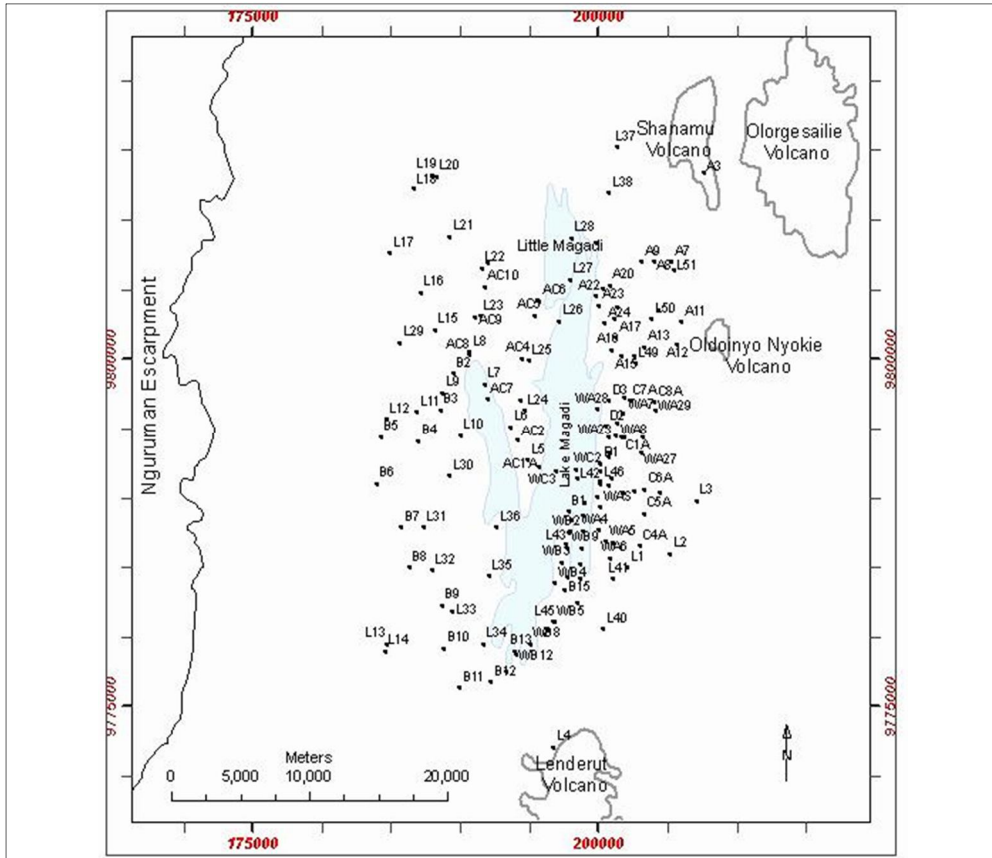 175000
200000
Shanamu
Volcano
Olorgesailie
Volcano
L37
A3
L19
L20
L18
L38
L21
L28
L17
Little Magadi
A9
A7
A8
L51
L22
AC10
L27
A20
L16
AC6
A22
A23
AC5
L23
L26
A24
L50
A11
AC9
L15
A17
L29
A16
A13
Oldoinyo Nyokie
Volcano
AC8
L8
AC4
L25
L49
A12
A15
B2
9800000
9800000
L7
AC7
L9
B3
D3
C7A
C8A
WA28
WA7
WA29
L24
L11
L12
L6
D2
B5
B4
L10
AC2
WA23
WA8
C1A
L5
D1
WC2
WA27
AC1A
WC3
L42
L46
B6
L30
C6A
L3
B1
C5A
Nguruman Escarpment
Lake Magadi
B7
L31
L36
WA4
L43
WB9
WA5
C4A
L2
WB3
L1
B8
L32
L35
WB4
L41
B15
B9
L33
L45
WB5
L40
L13
L14
B10
L34
B13
WB12
B11
B12
9775000
9775000
L4
Lenderut
Volcano
Meters
0
5,000
10,000
20,000
N
175000
200000